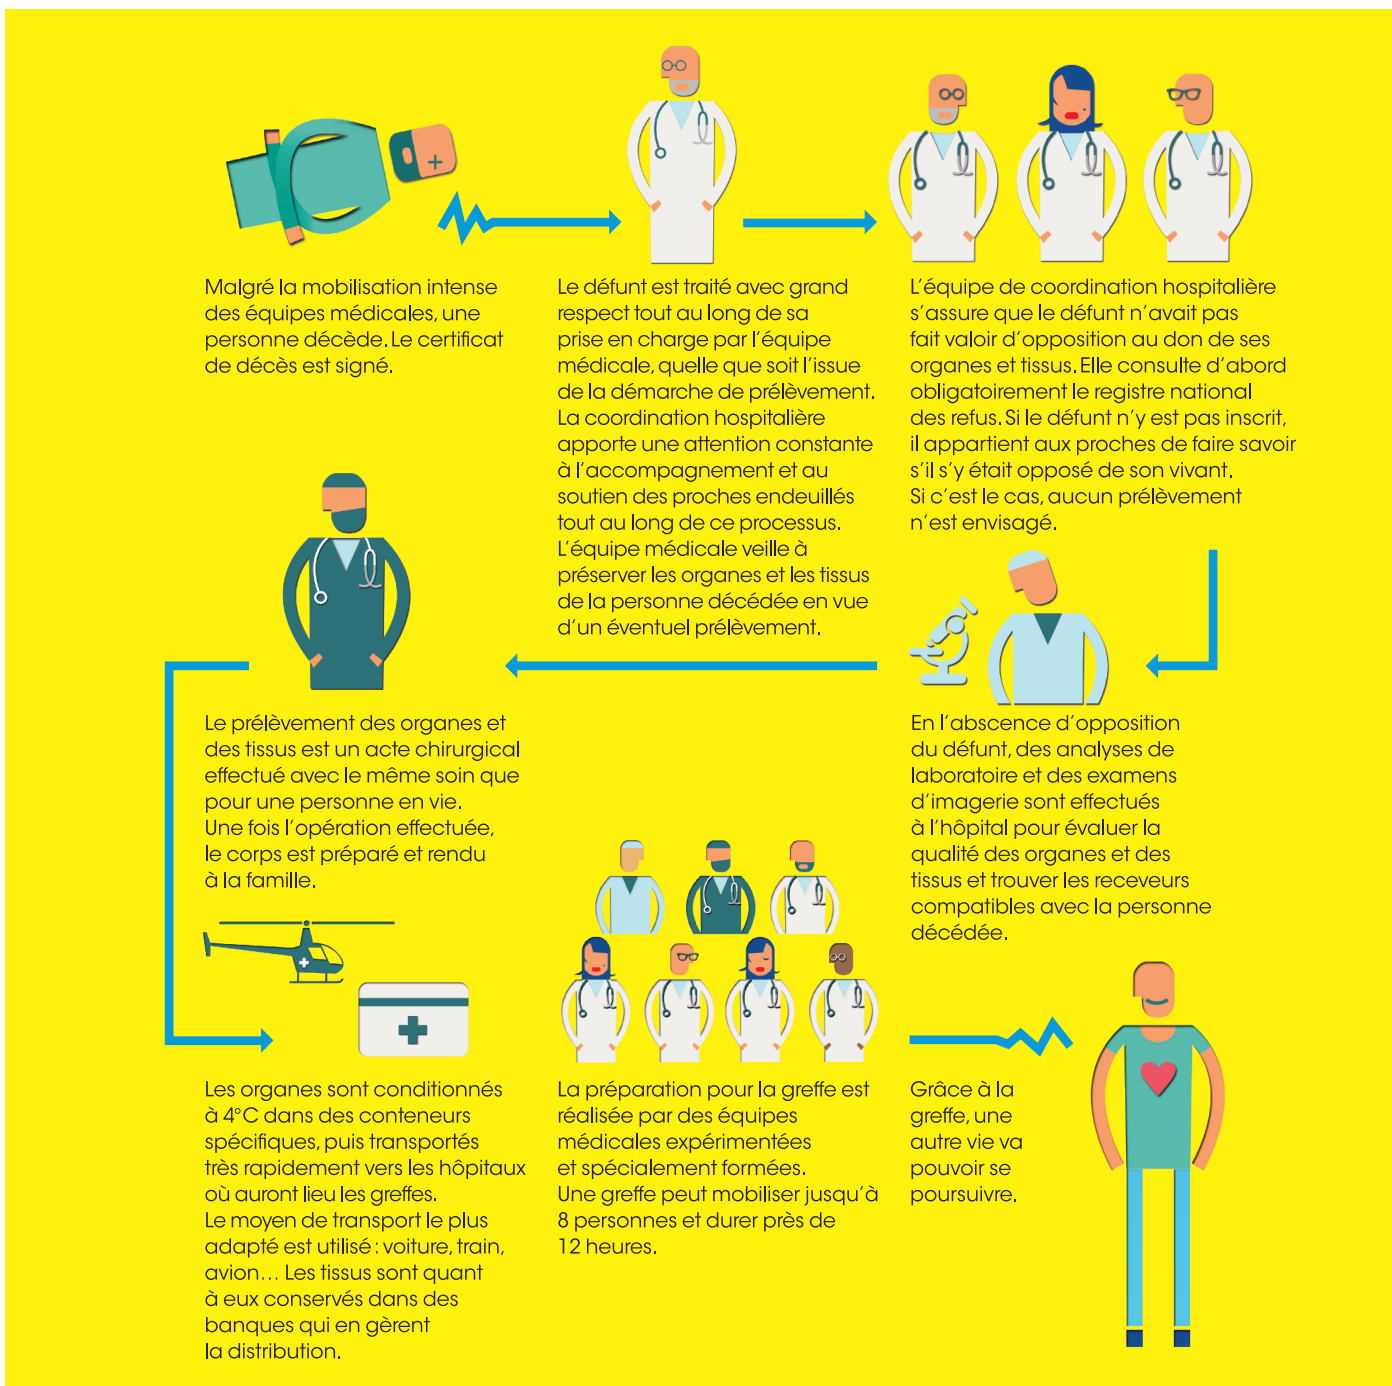 Malgré la mobilisation intense
des équipes médicales, une
personne décède. Le certificat
de décès est signé.
Le défunt est traité avec grand
respect tout au long de sa
prise en charge par l'équipe
médicale, quelle que soit l'issue
de la démarche de prélèvement.
La coordination hospitalière
apporte une attention constante
à l'accompagnement et au
soutien des proches endeuillés
tout au long de ce processus.
L'équipe médicale veille à
préserver les organes et les tissus
de la personne décédée en vue
d'un éventuel prélèvement.
L'équipe de coordination hospitalière
s'assure que le défunt n'avait pas
fait valoir d'opposition au don de ses
organes et tissus. Elle consulte d'abord
obligatoirement le registre national
des refus. Si le défunt n'y est pas inscrit,
il appartient aux proches de faire savoir
s'il s'y était opposé de son vivant.
Si c'est le cas, aucun prélèvement
n'est envisagé.
En l'abscence d'opposition
du défunt, des analyses de
laboratoire et des examens
d'imagerie sont effectués
à l'hôpital pour évaluer la
qualité des organes et des
tissus et trouver les receveurs
compatibles avec la personne
décédée.
Le prélèvement des organes et
des tissus est un acte chirurgical
effectué avec le même soin que
pour une personne en vie.
Une fois l'opération effectuée,
le corps est préparé et rendu
à la famille.
Les organes sont conditionnés
à 4°C dans des conteneurs
spécifiques, puis transportés
très rapidement vers les hôpitaux
où auront lieu les greffes.
Le moyen de transport le plus
adapté est utilisé : voiture, train,
avion… Les tissus sont quant
à eux conservés dans des
banques qui en gèrent
la distribution.
La préparation pour la greffe est
réalisée par des équipes
médicales expérimentées
et spécialement formées.
Une greffe peut mobiliser jusqu'à
8 personnes et durer près de
12 heures.
Grâce à la
greffe, une
autre vie va
pouvoir se
poursuivre.